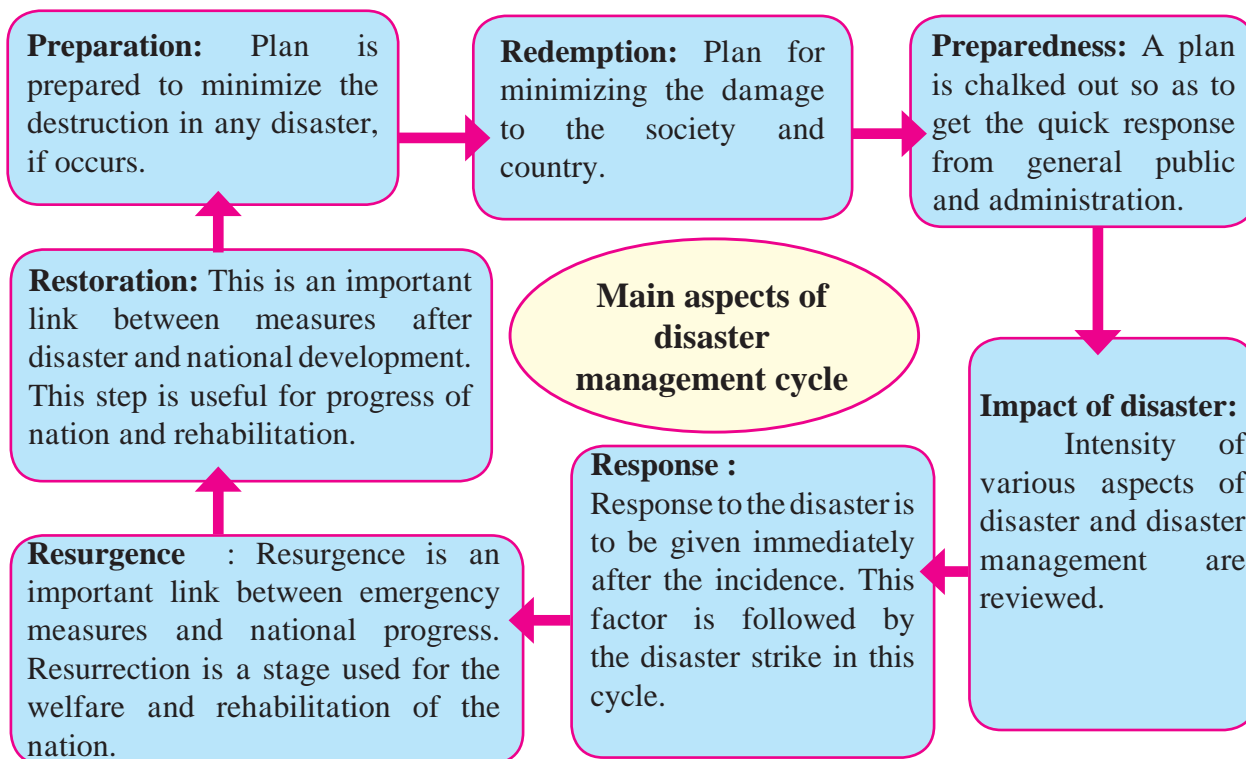 Preparation: Plan is
prepared to minimize the
destruction in any disaster,
if occurs.
Redemption: Plan for
minimizing the damage
to the society and
country.
Preparedness: A plan
is chalked out so as to
get the quick response
from general public
and administration.
Restoration: This is an important
link between measures after
disaster and national development.
This step is useful for progress of
nation and rehabilitation.
Main aspects of
disaster
management cycle
Impact of disaster:
Intensity of
various aspects of
disaster and disaster
management are
reviewed.
Response :
Response to the disaster is
to be given immediately
after the incidence. This
factor is followed by
the disaster strike in this
cycle.
Resurgence : Resurgence is an
important link between emergency
measures and national progress.
Resurrection is a stage used for the
welfare and rehabilitation of the
nation.